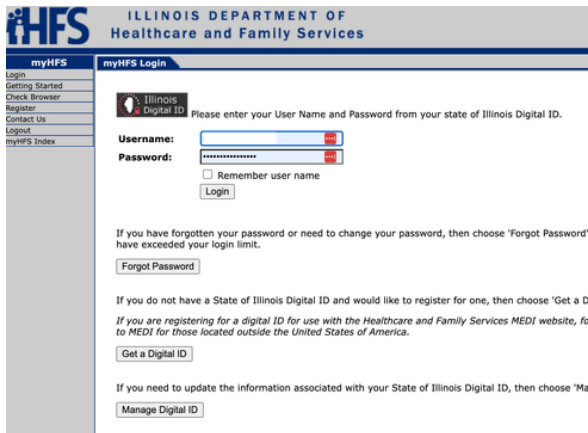 iHFS
ILLINOIS DEPARTMENT OF
Healthcare and Family Services
myHFS
Login
Getting Started
Check Browser
Register
Contact Us
Logout
myHFS Index
myHFS Login
Illinois
Digital ID
Please enter your User Name and Password from your state of Illinois Digital ID.
Username:
Password:
Remember user name
Login
If you have forgotten your password or need to change your password, then choose 'Forgot Password'
have exceeded your login limit.
Forgot Password
If you do not have a State of Illinois Digital ID and would like to register for one, then choose 'Get a D
If you are registering for a digital ID for use with the Healthcare and Family Services MEDI website, fo
to MEDI for those located outside the United States of America.
Get a Digital ID
If you need to update the information associated with your State of Illinois Digital ID, then choose 'Ma
Manage Digital ID